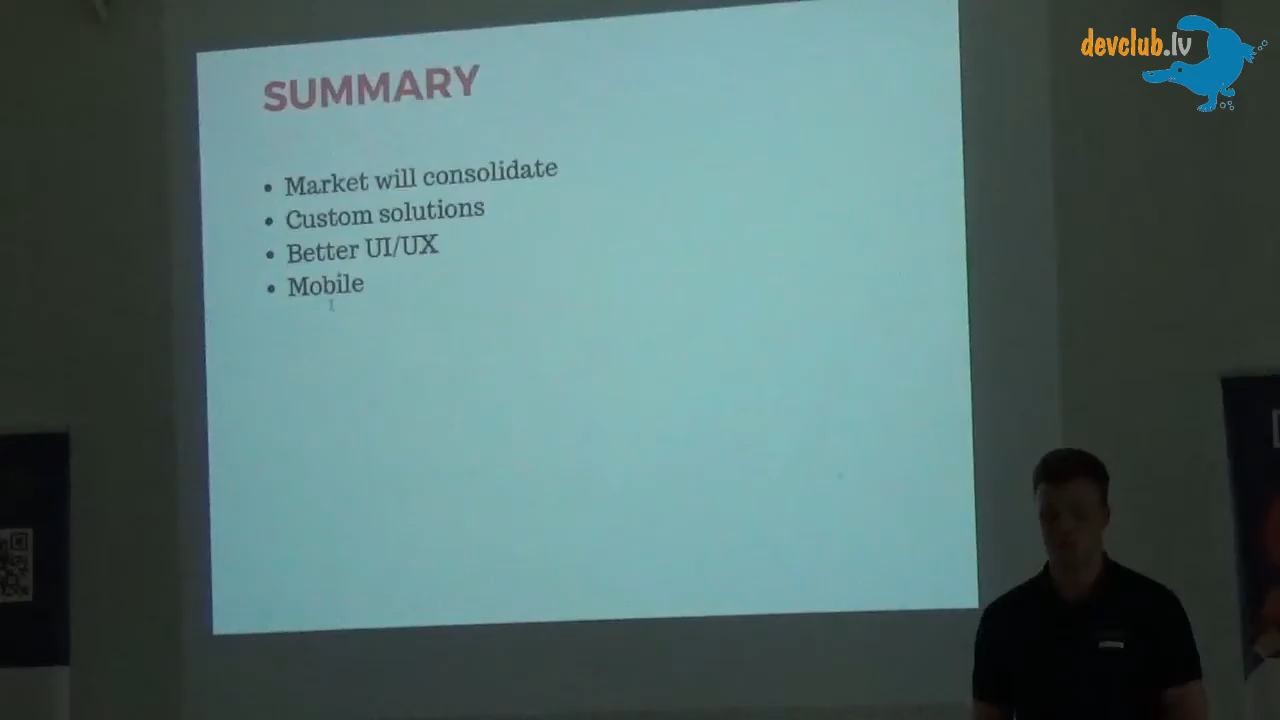 devclub.lv
SUMMARY
• Market will consolidate
• Custom solutions
• Better UI/UX
• Mobile